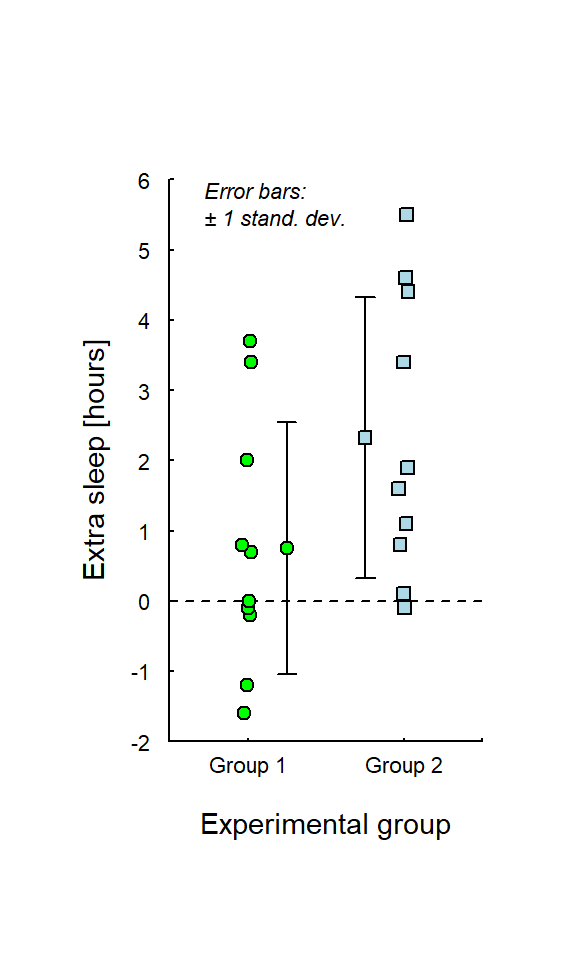 Error bars:
± 1 stand. dev.
6
5
4
3
2
1
0
-1
-2
Extra sleep [hours]
Group 1
Group 2
Experimental group